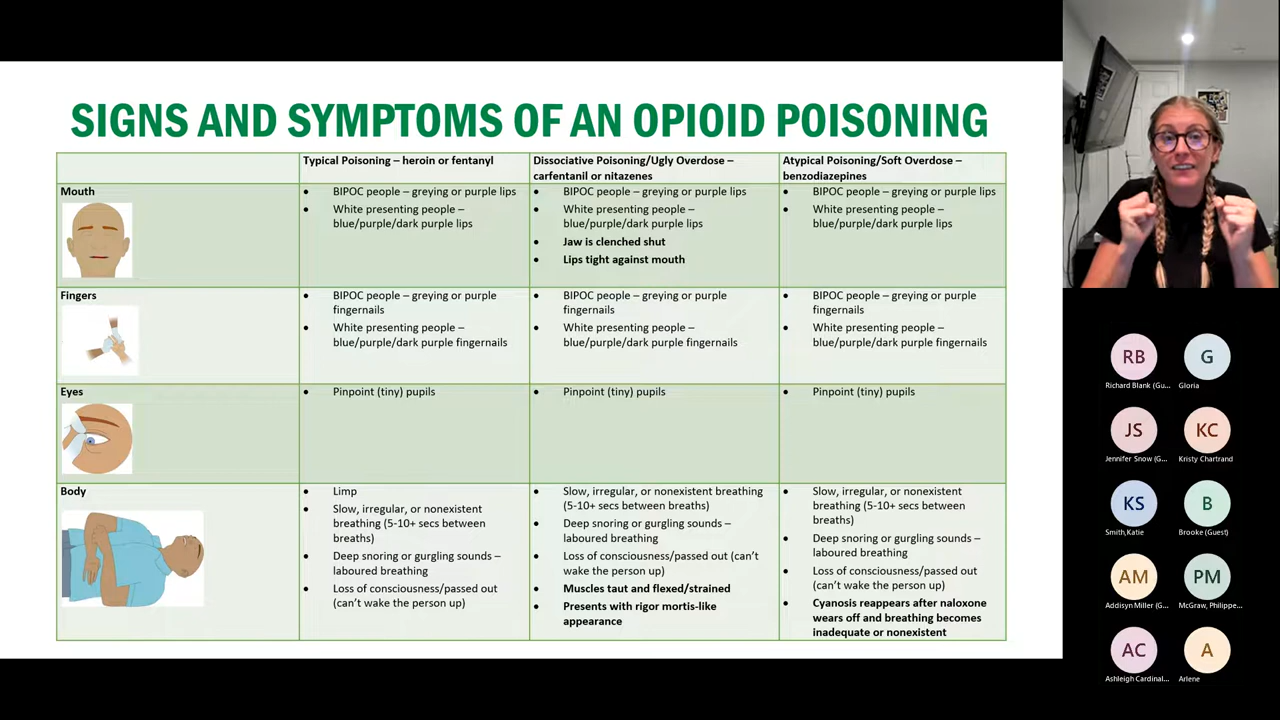 SIGNS AND SYMPTOMS OF AN OPIOID POISONING
Typical Poisoning – heroin or fentanyl
Dissociative Poisoning/Ugly Overdose –
carfentanil or nitazenes
Atypical Poisoning/Soft Overdose –
benzodiazepines
Mouth
• BIPOC people – greying or purple lips
• White presenting people –
blue/purple/dark purple lips
• BIPOC people – greying or purple lips
• White presenting people –
blue/purple/dark purple lips
• Jaw is clenched shut
• Lips tight against mouth
• BIPOC people – greying or purple lips
• White presenting people –
blue/purple/dark purple lips
Fingers
• BIPOC people – greying or purple
fingernails
• White presenting people –
blue/purple/dark purple fingernails
• BIPOC people – greying or purple
fingernails
• White presenting people –
blue/purple/dark purple fingernails
• BIPOC people – greying or purple
fingernails
• White presenting people –
blue/purple/dark purple fingernails
Eyes
• Pinpoint (tiny) pupils
• Pinpoint (tiny) pupils
• Pinpoint (tiny) pupils
Body
• Limp
• Slow, irregular, or nonexistent
breathing (5-10+ secs between
breaths)
• Deep snoring or gurgling sounds –
laboured breathing
• Loss of consciousness/passed out
(can't wake the person up)
• Slow, irregular, or nonexistent breathing
(5-10+ secs between breaths)
• Deep snoring or gurgling sounds –
laboured breathing
• Loss of consciousness/passed out (can't
wake the person up)
• Muscles taut and flexed/strained
• Presents with rigor mortis-like
appearance
• Slow, irregular, or nonexistent
breathing (5-10+ secs between
breaths)
• Deep snoring or gurgling sounds –
laboured breathing
• Loss of consciousness/passed out
(can't wake the person up)
• Cyanosis reappears after naloxone
wears off and breathing becomes
inadequate or nonexistent
RB
G
Richard Blank (Gu...
Gloria
JS
KC
Jennifer Snow (G...
Kristy Chartrand
KS
B
Smith,Katie
Brooke (Guest)
AM
PM
Addisyn Miller (G...
McGraw, Philippe...
AC
A
Ashleigh Cardinal...
Arlene